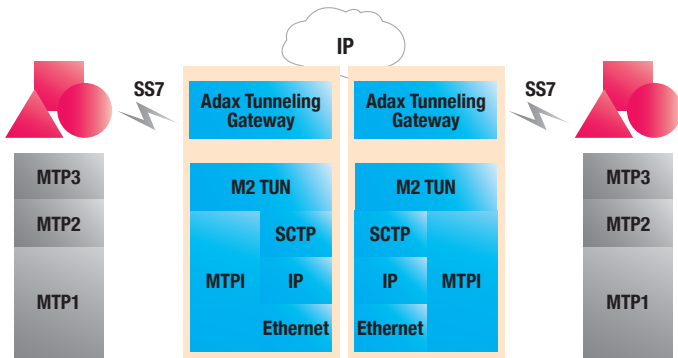 IP
SS7
Adax Tunneling
Gateway
Adax Tunneling
Gateway
SS7
MTP3
MTP2
MTP1
M2 TUN
SCTP
MTPI
IP
Ethernet
M2 TUN
SCTP
IP
MTPI
Ethernet
MTP3
MTP2
MTP1